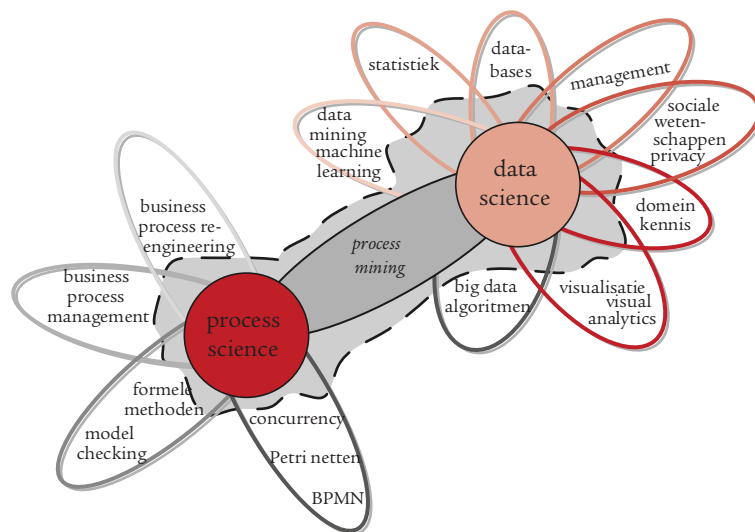 statistiek
data-
bases
management
sociale
weten-
schappen
privacy
data
mining
machine
learning
data
science
domein
kennis
business
process re-
engineering
process
mining
business
process
management
big data
algoritmen
visualisatie
visual
analytics
process
science
formele
methoden
model
checking
concurrency
Petri netten
BPMN